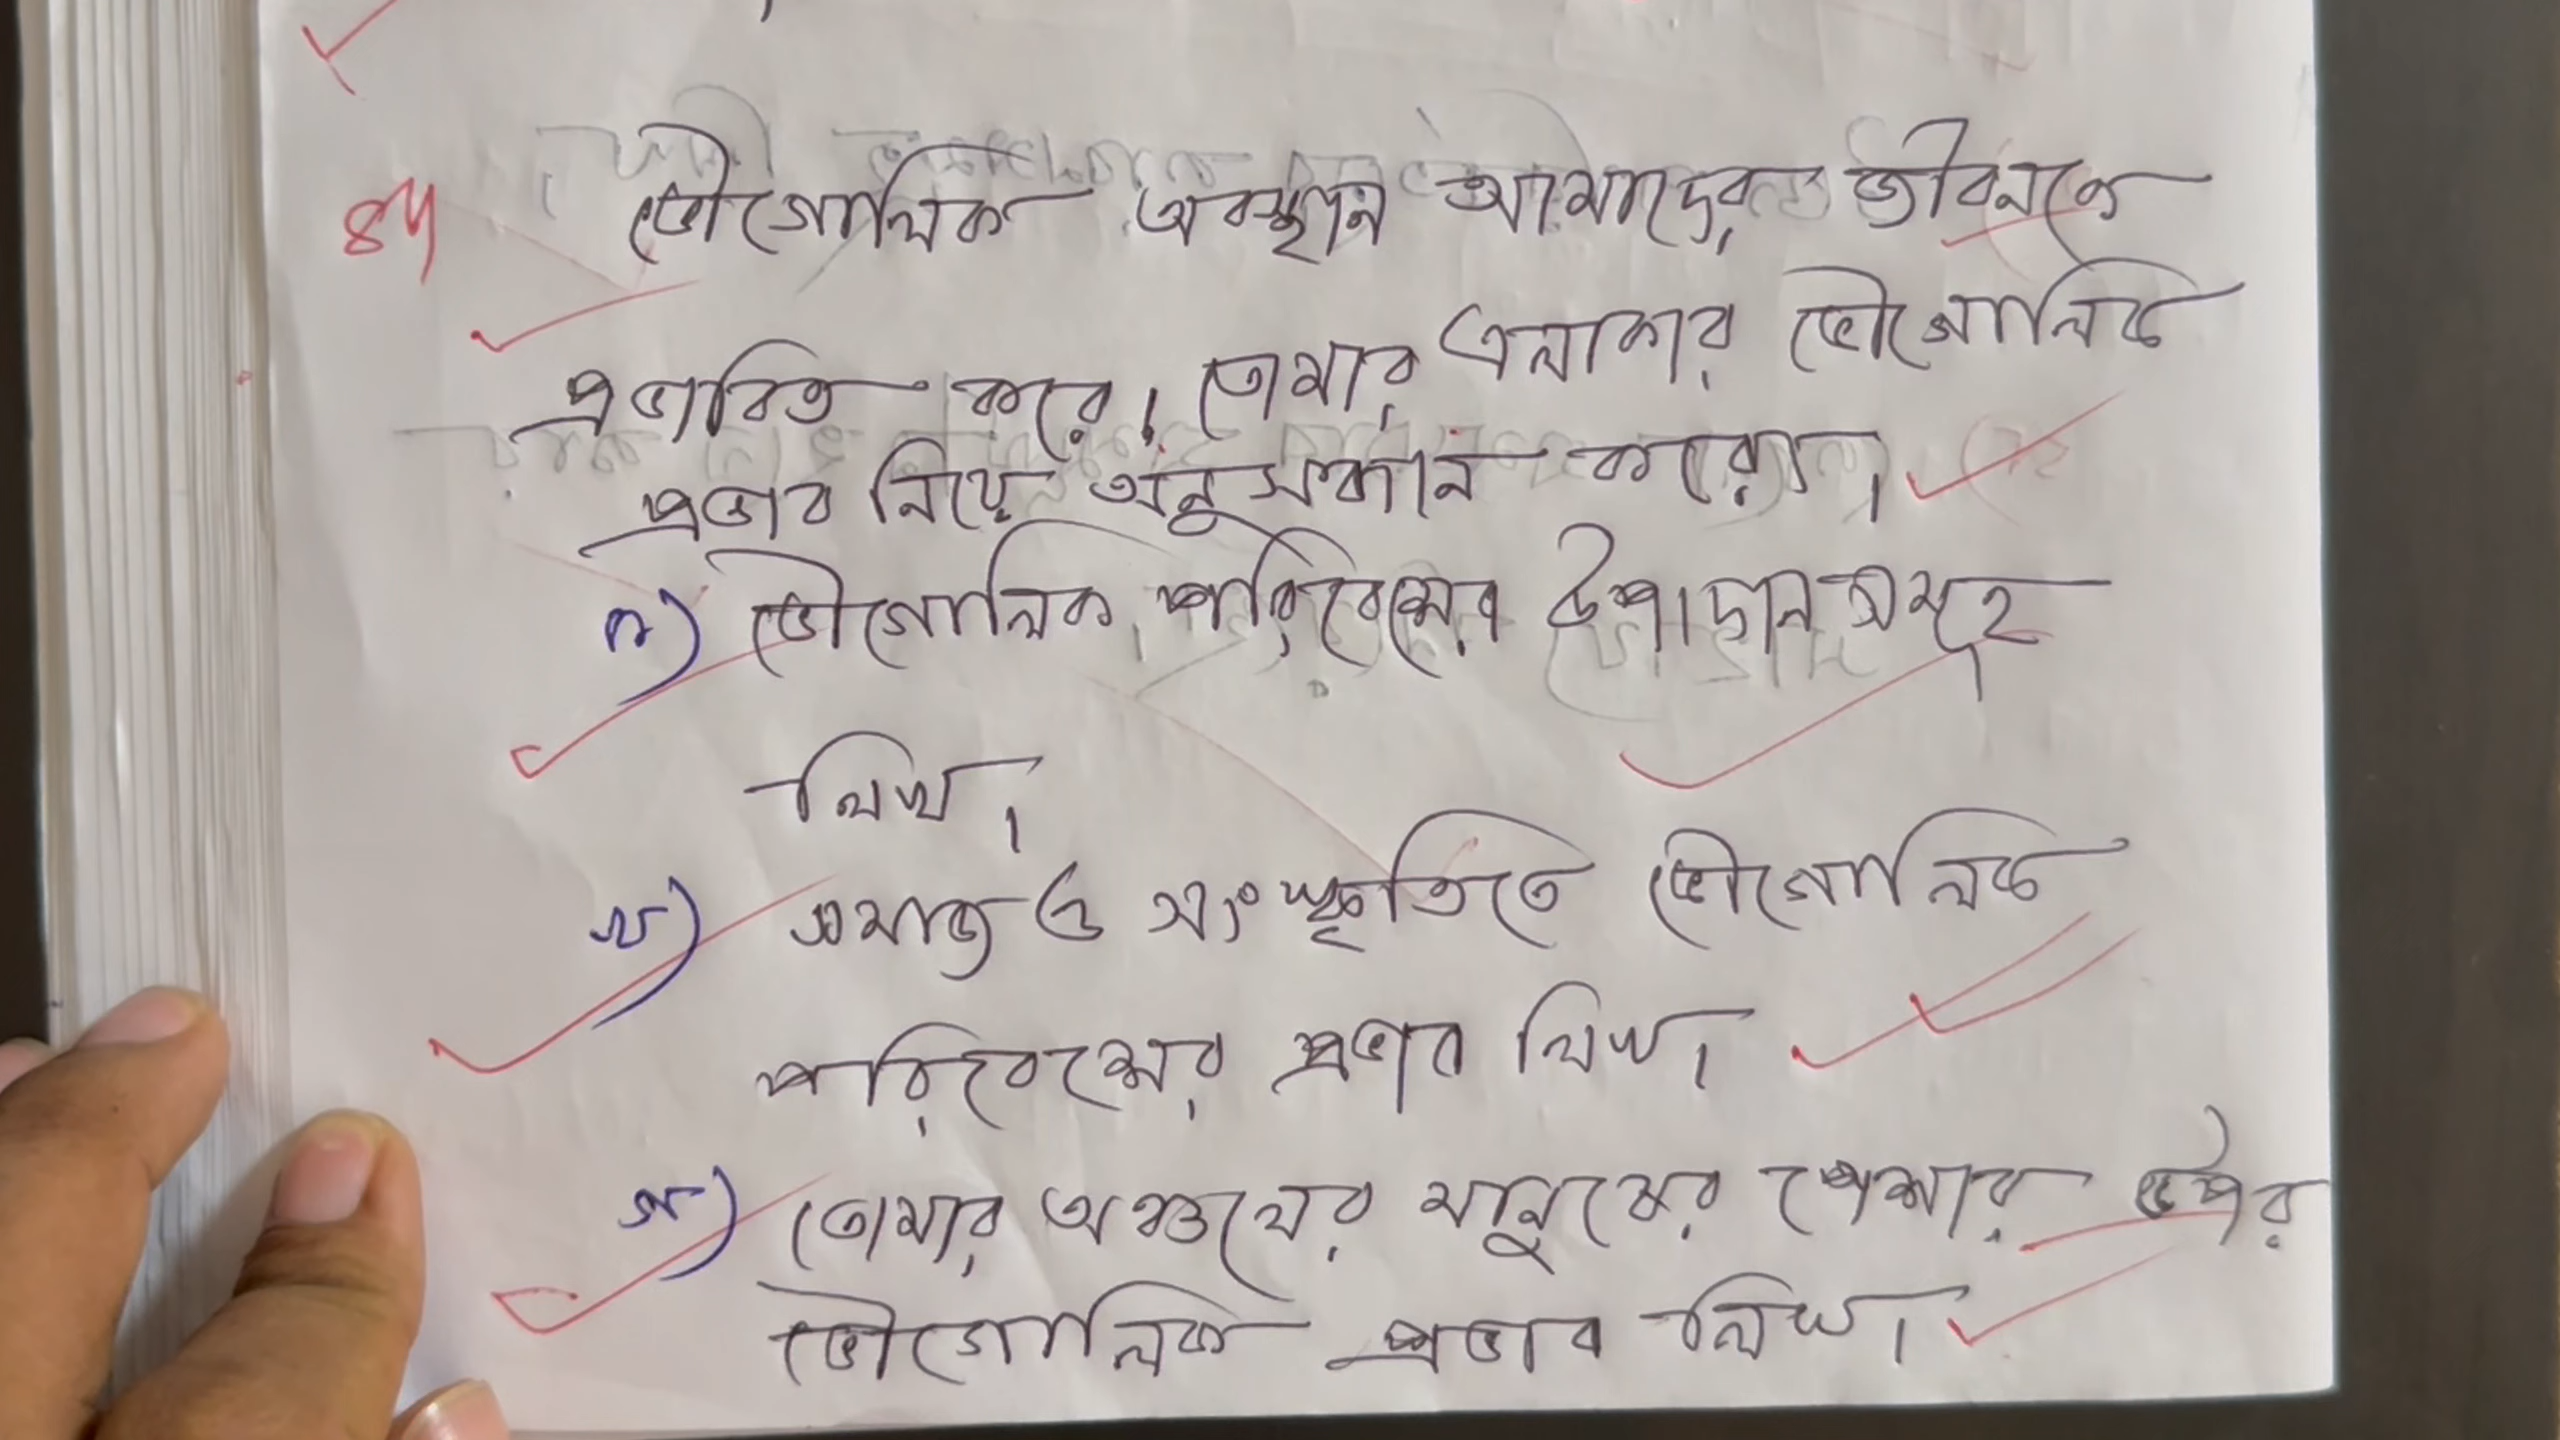 ৪৭ ভৌগোলিক অবস্থান আমাদের জীবনকে
প্রভাবিত করে। তোমার এলাকার ভৌগোলিক
প্রভাব নিয়ে অনুসন্ধান করো।
ক) ভৌগোলিক পরিবেশের উপাদানসমূহ
লিখ।
খ) সমাজ ও সংস্কৃতিতে ভৌগোলিক
পরিবেশের প্রভাব লিখ।
গ) তোমার অঞ্চলের মানুষের পেশার উপর
ভৌগোলিক প্রভাব লিখ।